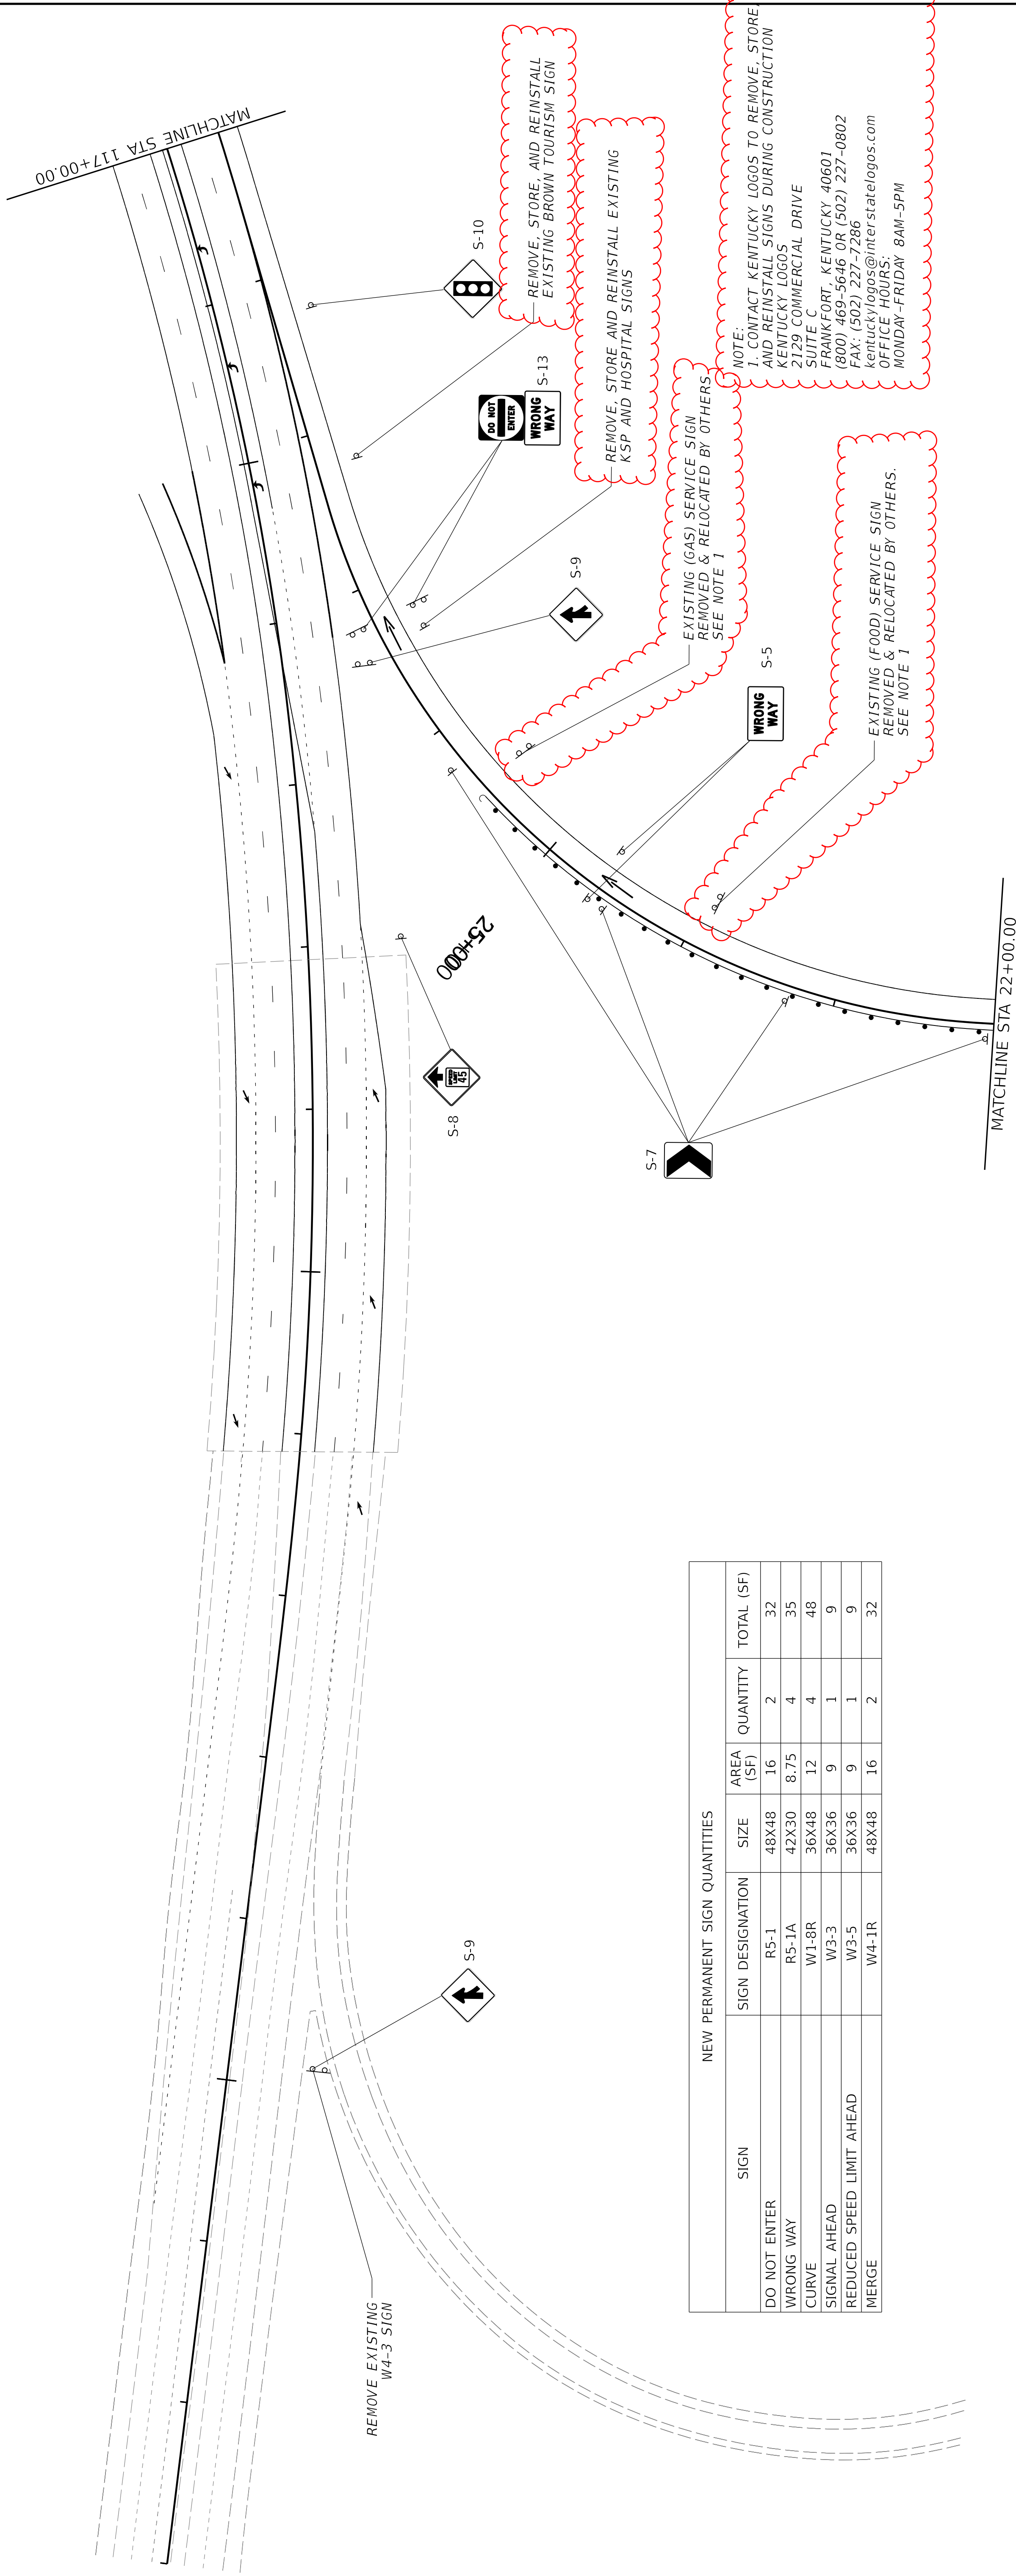 MATCHLINE STA 117+00.00
S-10
REMOVE, STORE, AND REINSTALL
EXISTING BROWN TOURISM SIGN
DO NOT
ENTER
WRONG
WAY
S-13
REMOVE, STORE AND REINSTALL EXISTING
KSP AND HOSPITAL SIGNS
NOTE:
1. CONTACT KENTUCKY LOGOS TO REMOVE, STORE,
AND REINSTALL SIGNS DURING CONSTRUCTION
KENTUCKY LOGOS
2129 COMMERCIAL DRIVE
SUITE C
FRANKFORT, KENTUCKY 40601
(800) 469-5646 OR (502) 227-0802
FAX: (502) 227-7286
kentuckylogos@interstatelogos.com
OFFICE HOURS:
MONDAY-FRIDAY 8AM-5PM
S-9
EXISTING (GAS) SERVICE SIGN
REMOVED & RELOCATED BY OTHERS
SEE NOTE 1
S-5
WRONG
WAY
EXISTING (FOOD) SERVICE SIGN
REMOVED & RELOCATED BY OTHERS.
SEE NOTE 1
25+00
S-8
SPEED
LIMIT
45
S-7
MATCHLINE STA 22+00.00
S-9
REMOVE EXISTING
W4-3 SIGN
NEW PERMANENT SIGN QUANTITIES
SIGN SIGN DESIGNATION SIZE AREA (SF) QUANTITY TOTAL (SF)
DO NOT ENTER R5-1 48X48 16 2 32
WRONG WAY R5-1A 42X30 8.75 4 35
CURVE W1-8R 36X48 12 4 48
SIGNAL AHEAD W3-3 36X36 9 1 9
REDUCED SPEED LIMIT AHEAD W3-5 36X36 9 1 9
MERGE W4-1R 48X48 16 2 32